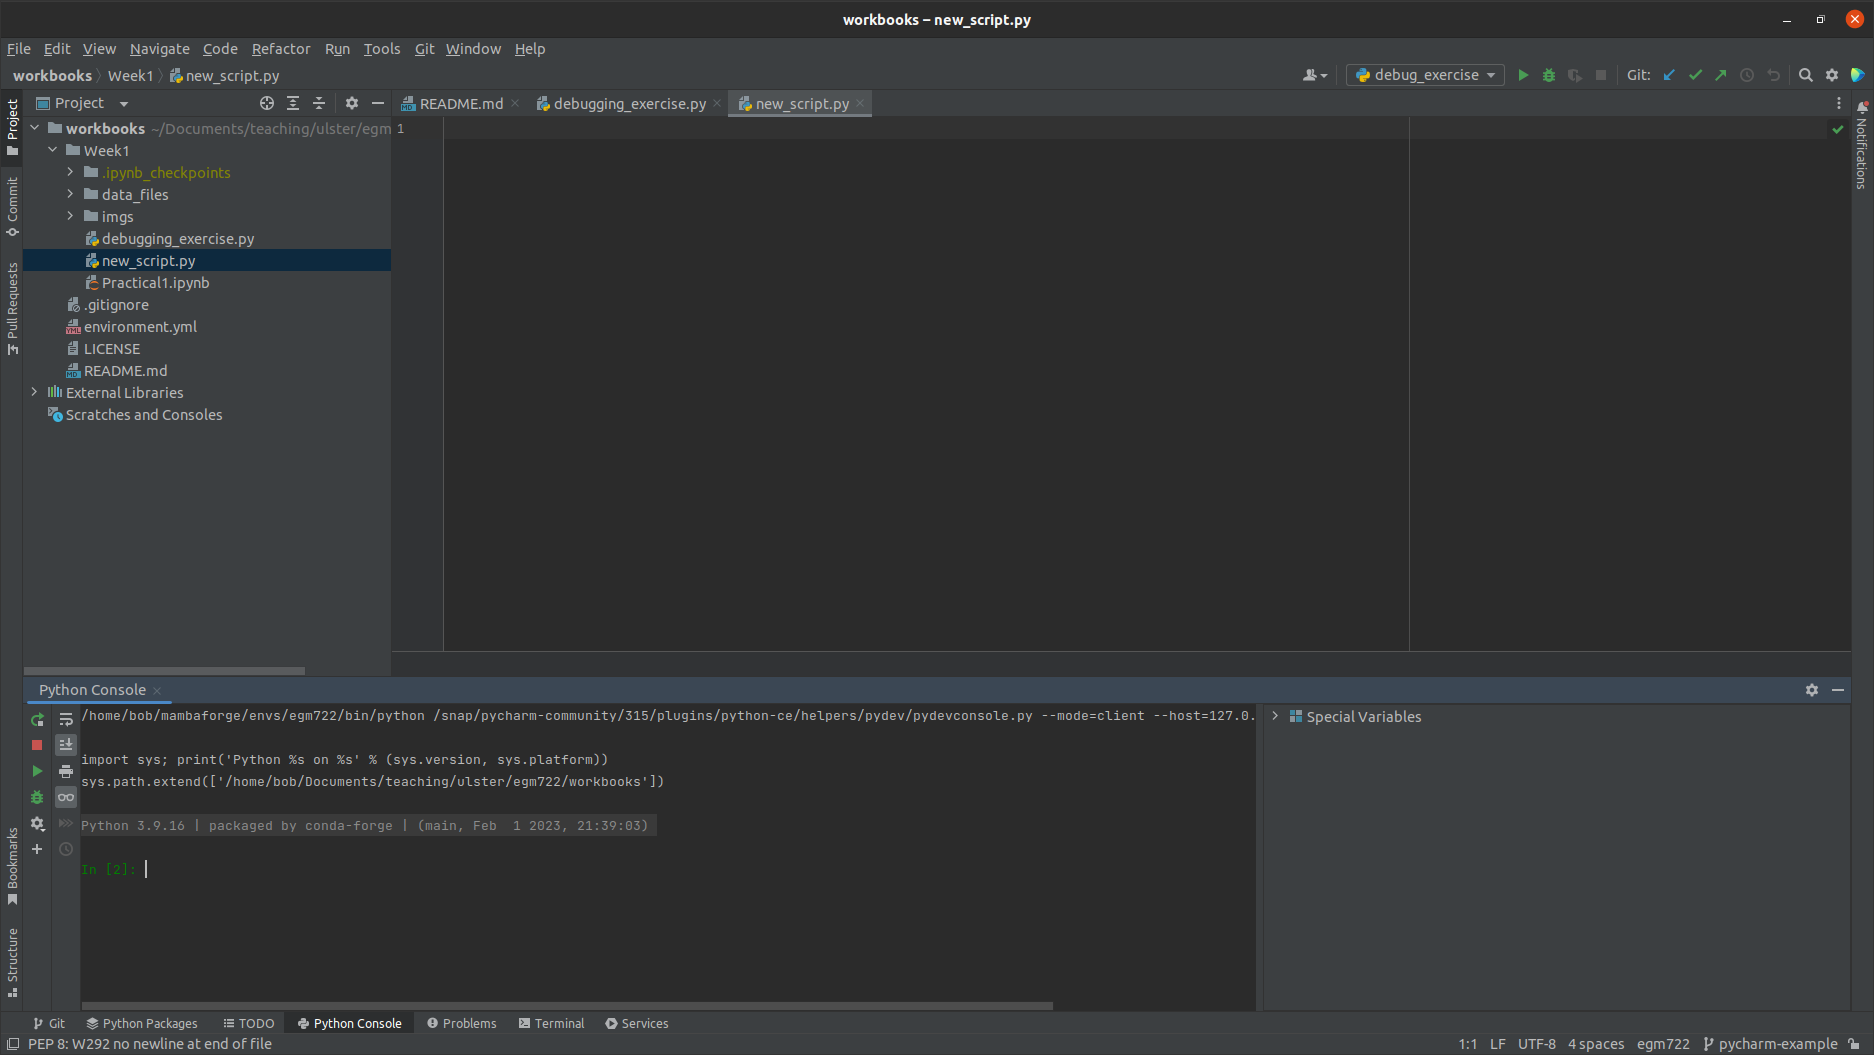 workbooks – new_script.py
File Edit View Navigate Code Refactor Run Tools Git Window Help
workbooks Week1 new_script.py
debug_exercise
Git:
Project
README.md
debugging_exercise.py
new_script.py
workbooks ~/Documents/teaching/ulster/egm
Week1
.ipynb_checkpoints
data_files
imgs
debugging_exercise.py
new_script.py
Practical1.ipynb
.gitignore
environment.yml
LICENSE
README.md
External Libraries
Scratches and Consoles
1
Project
Commit
Pull Requests
Bookmarks
Structure
Notifications
Python Console
/home/bob/mambaforge/envs/egm722/bin/python /snap/pycharm-community/315/plugins/python-ce/helpers/pydev/pydevconsole.py --mode=client --host=127.0.
import sys; print('Python %s on %s' % (sys.version, sys.platform))
sys.path.extend(['/home/bob/Documents/teaching/ulster/egm722/workbooks'])
Python 3.9.16 | packaged by conda-forge | (main, Feb  1 2023, 21:39:03)
In [2]:
Special Variables
Git Python Packages TODO Python Console Problems Terminal Services
PEP 8: W292 no newline at end of file
1:1 LF UTF-8 4 spaces egm722 pycharm-example